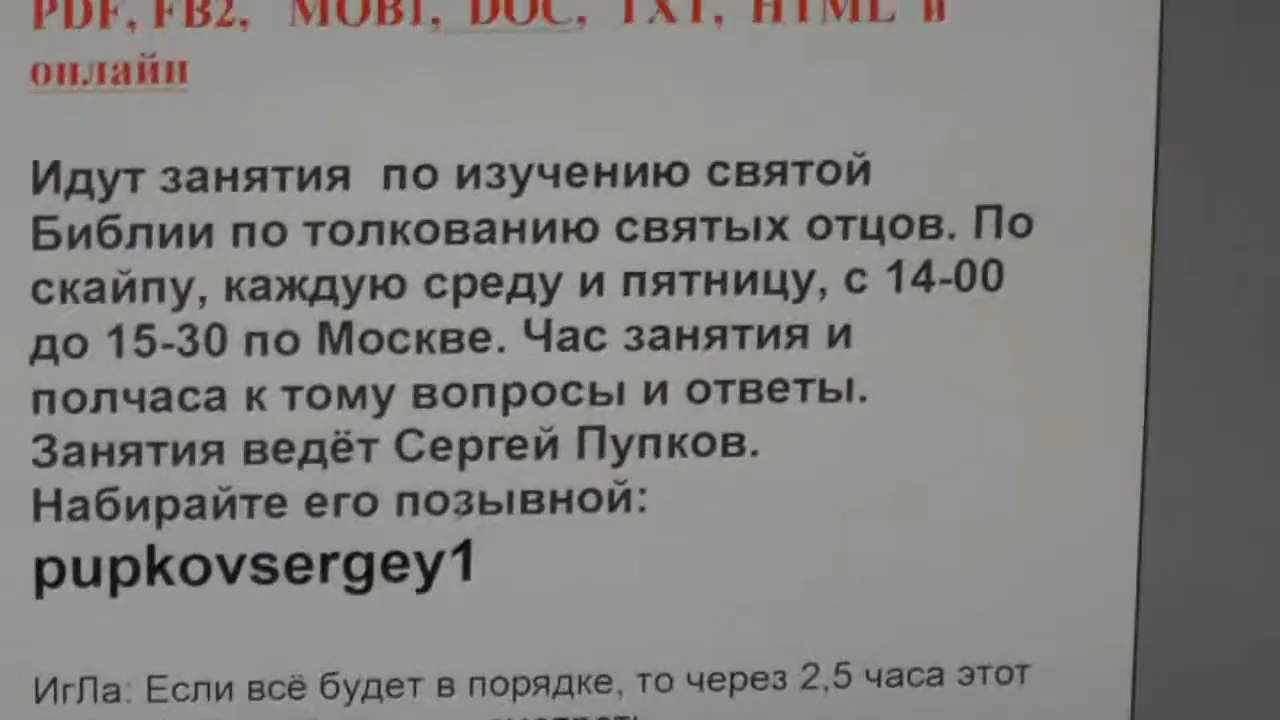 PDF, FB2, MOBI, DOC, TXT, HTML и
онлайн
Идут занятия по изучению святой
Библии по толкованию святых отцов. По
скайпу, каждую среду и пятницу, с 14-00
до 15-30 по Москве. Час занятия и
полчаса к тому вопросы и ответы.
Занятия ведёт Сергей Пупков.
Набирайте его позывной:
pupkovsergey1
ИгЛа: Если всё будет в порядке, то через 2,5 часа этот